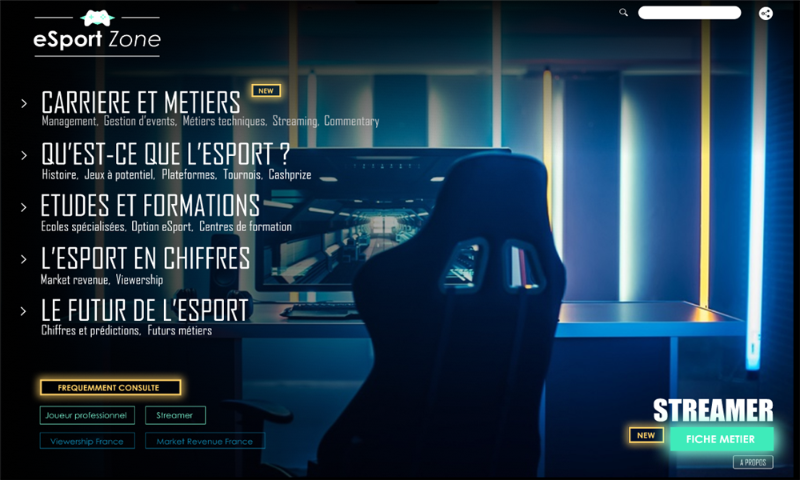 eSport Zone
CARRIERE ET METIERS
NEW
Management, Gestion d'events, Métiers techniques, Streaming, Commentary
QU'EST-CE QUE L'ESPORT ?
Histoire, Jeux à potentiel, Plateformes, Tournois, Cashprize
ETUDES ET FORMATIONS
Ecoles spécialisées, Option eSport, Centres de formation
L'ESPORT EN CHIFFRES
Market revenue, Viewership
LE FUTUR DE L'ESPORT
Chiffres et prédictions, Futurs métiers
FREQUEMMENT CONSULTE
Joueur professionnel
Streamer
Viewership France
Market Revenue France
STREAMER
NEW
FICHE METIER
A PROPOS